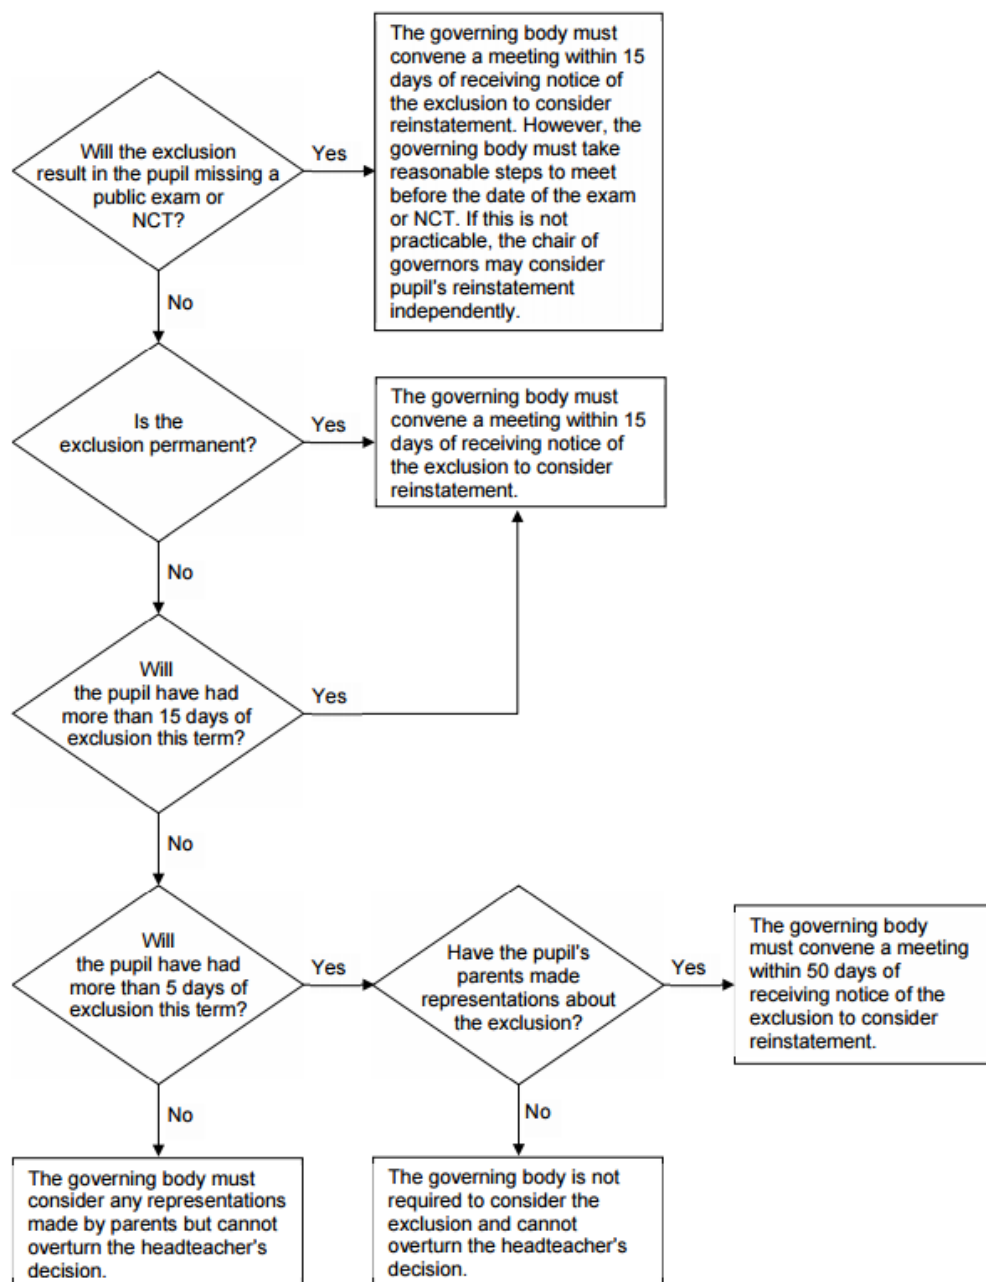 Will the exclusion
result in the pupil missing a
public exam or
NCT?
Yes
The governing body must
convene a meeting within 15
days of receiving notice of
the exclusion to consider
reinstatement. However, the
governing body must take
reasonable steps to meet
before the date of the exam
or NCT. If this is not
practicable, the chair of
governors may consider
pupil's reinstatement
independently.
No
Is the
exclusion permanent?
Yes
The governing body must
convene a meeting within 15
days of receiving notice of
the exclusion to consider
reinstatement.
No
Will
the pupil have had
more than 15 days of
exclusion this term?
Yes
No
Will
the pupil have had
more than 5 days of
exclusion this term?
Yes
Have the pupil's
parents made
representations about
the exclusion?
Yes
The governing body
must convene a meeting
within 50 days of
receiving notice of the
exclusion to consider
reinstatement.
No
The governing body must
consider any representations
made by parents but cannot
overturn the headteacher's
decision.
No
The governing body is not
required to consider the
exclusion and cannot
overturn the headteacher's
decision.